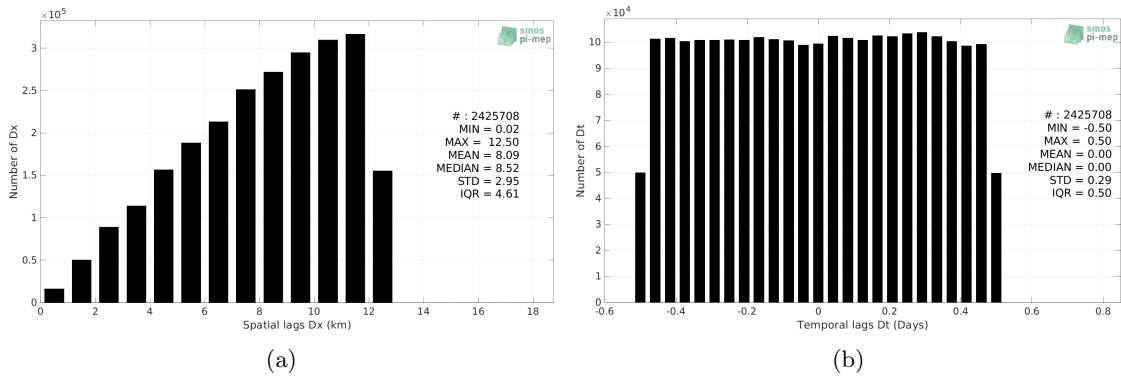 ×10⁵
3
2.5
2
1.5
1
0.5
0
0 2 4 6 8 10 12 14 16 18
Number of Dx
Spatial lags Dx (km)
smos
pi-mep
# : 2425708
MIN = 0.02
MAX = 12.50
MEAN = 8.09
MEDIAN = 8.52
STD = 2.95
IQR = 4.61
(a)
×10⁴
10
9
8
7
6
5
4
3
2
1
0
-0.6 -0.4 -0.2 0 0.2 0.4 0.6 0.8
Number of Dt
Temporal lags Dt (Days)
smos
pi-mep
# : 2425708
MIN = -0.50
MAX = 0.50
MEAN = 0.00
MEDIAN = 0.00
STD = 0.29
IQR = 0.50
(b)